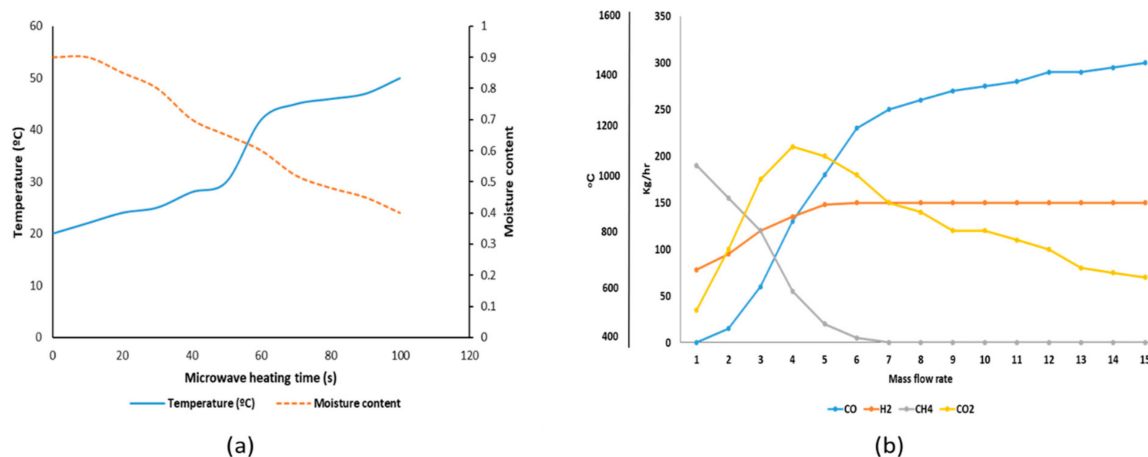 60
50
40
30
20
10
0
Temperature (ºC)
1
0.9
0.8
0.7
0.6
0.5
0.4
0.3
0.2
0.1
0
Moisture content
0 20 40 60 80 100 120
Microwave heating time (s)
Temperature (ºC) Moisture content
(a)
1600
1400
1200
1000
800
600
400
ºC
350
300
250
200
150
100
50
0
Kg/hr
1 2 3 4 5 6 7 8 9 10 11 12 13 14 15
Mass flow rate
CO H2 CH4 CO2
(b)